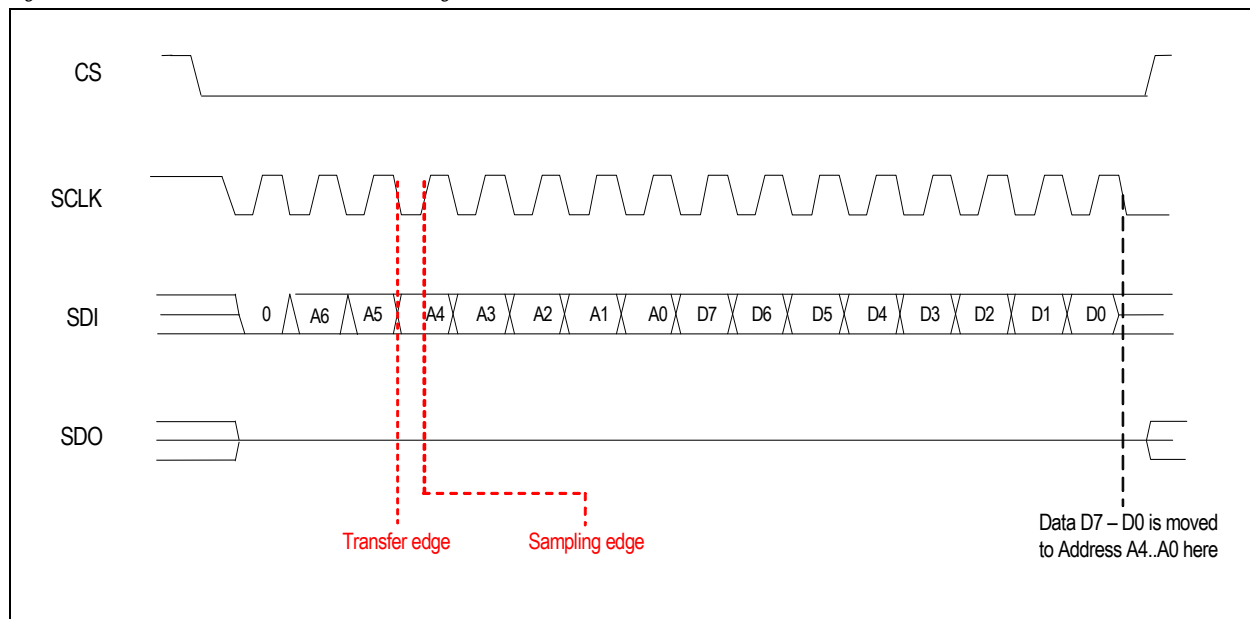 CS
SCLK
SDI
0 A6 A5 A4 A3 A2 A1 A0 D7 D6 D5 D4 D3 D2 D1 D0
SDO
Transfer edge
Sampling edge
Data D7 – D0 is moved
to Address A4..A0 here